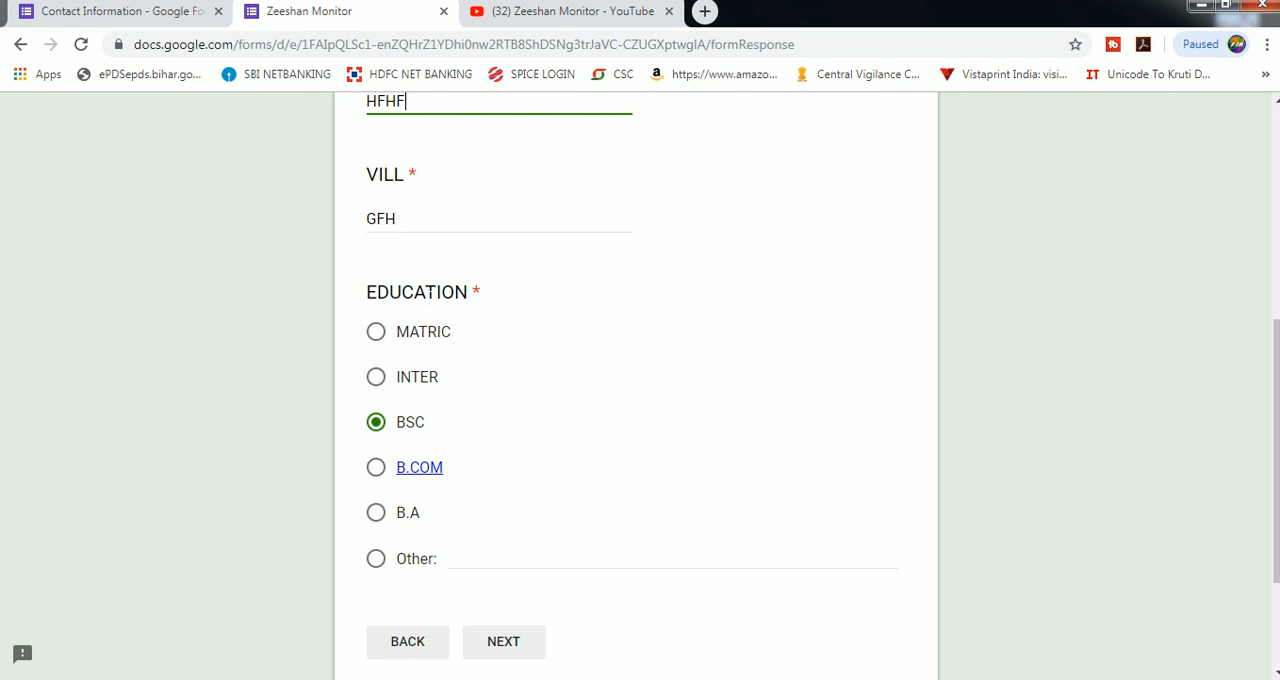 Contact Information - Google Fo
Zeeshan Monitor
(32) Zeeshan Monitor - YouTube
docs.google.com/forms/d/e/1FAIpQLSc1-enZQHrZ1YDhi0nw2RTB8ShDSNg3trJaVC-CZUGXptwgIA/formResponse
Paused
Apps
ePDSepds.bihar.go...
SBI NETBANKING
HDFC NET BANKING
SPICE LOGIN
CSC
https://www.amazo...
Central Vigilance C...
Vistaprint India: visi...
IT Unicode To Kruti D...
»
HFHF
VILL *
GFH
EDUCATION *
MATRIC
INTER
BSC
B.COM
B.A
Other:
BACK
NEXT